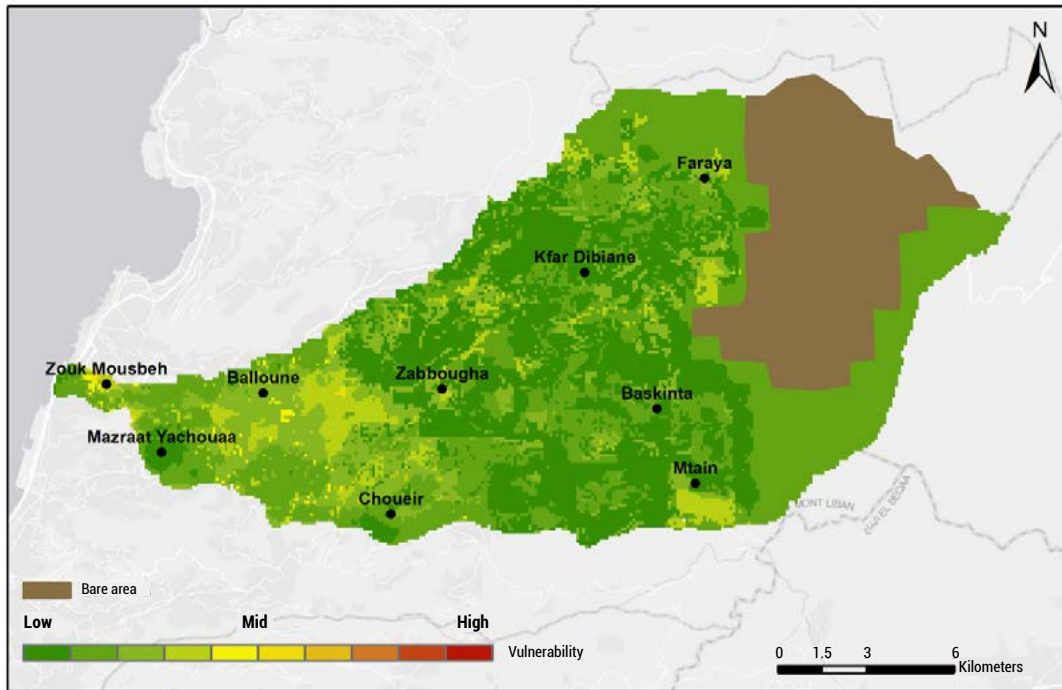 N
Faraya
Kfar Dibiane
Zouk Mousbeh
Balloune
Zabbougha
Baskinta
Mazraat Yachouaa
Mtain
Choueir
MONT LIBAN
Bare area
Low Mid High
Vulnerability
0 1.5 3 6
Kilometers